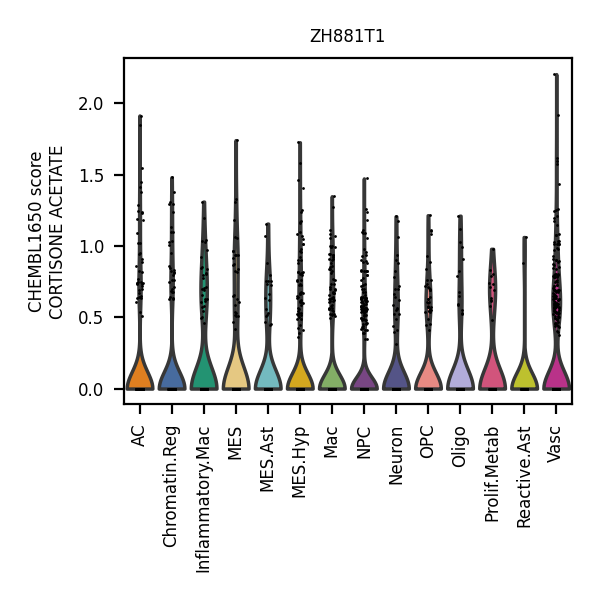 ZH881T1
CHEMBL1650 score
CORTISONE ACETATE
2.0
1.5
1.0
0.5
0.0
AC
Chromatin.Reg
Inflammatory.Mac
MES
MES.Ast
MES.Hyp
Mac
NPC
Neuron
OPC
Oligo
Prolif.Metab
Reactive.Ast
Vasc